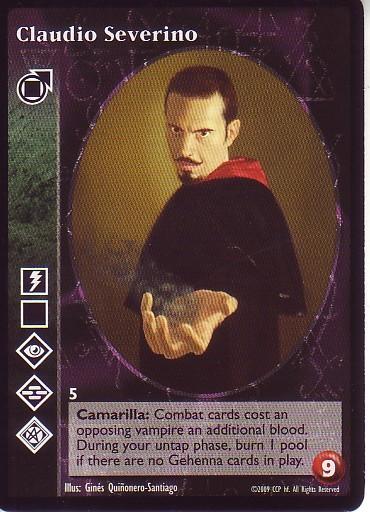 Claudio Severino
5
Camarilla: Combat cards cost an
opposing vampire an additional blood.
During your untap phase, burn 1 pool
if there are no Gehenna cards in play.
9
Illus: Ginés Quiñonero-Santiago
©2009 CCP hf. All Rights Reserved